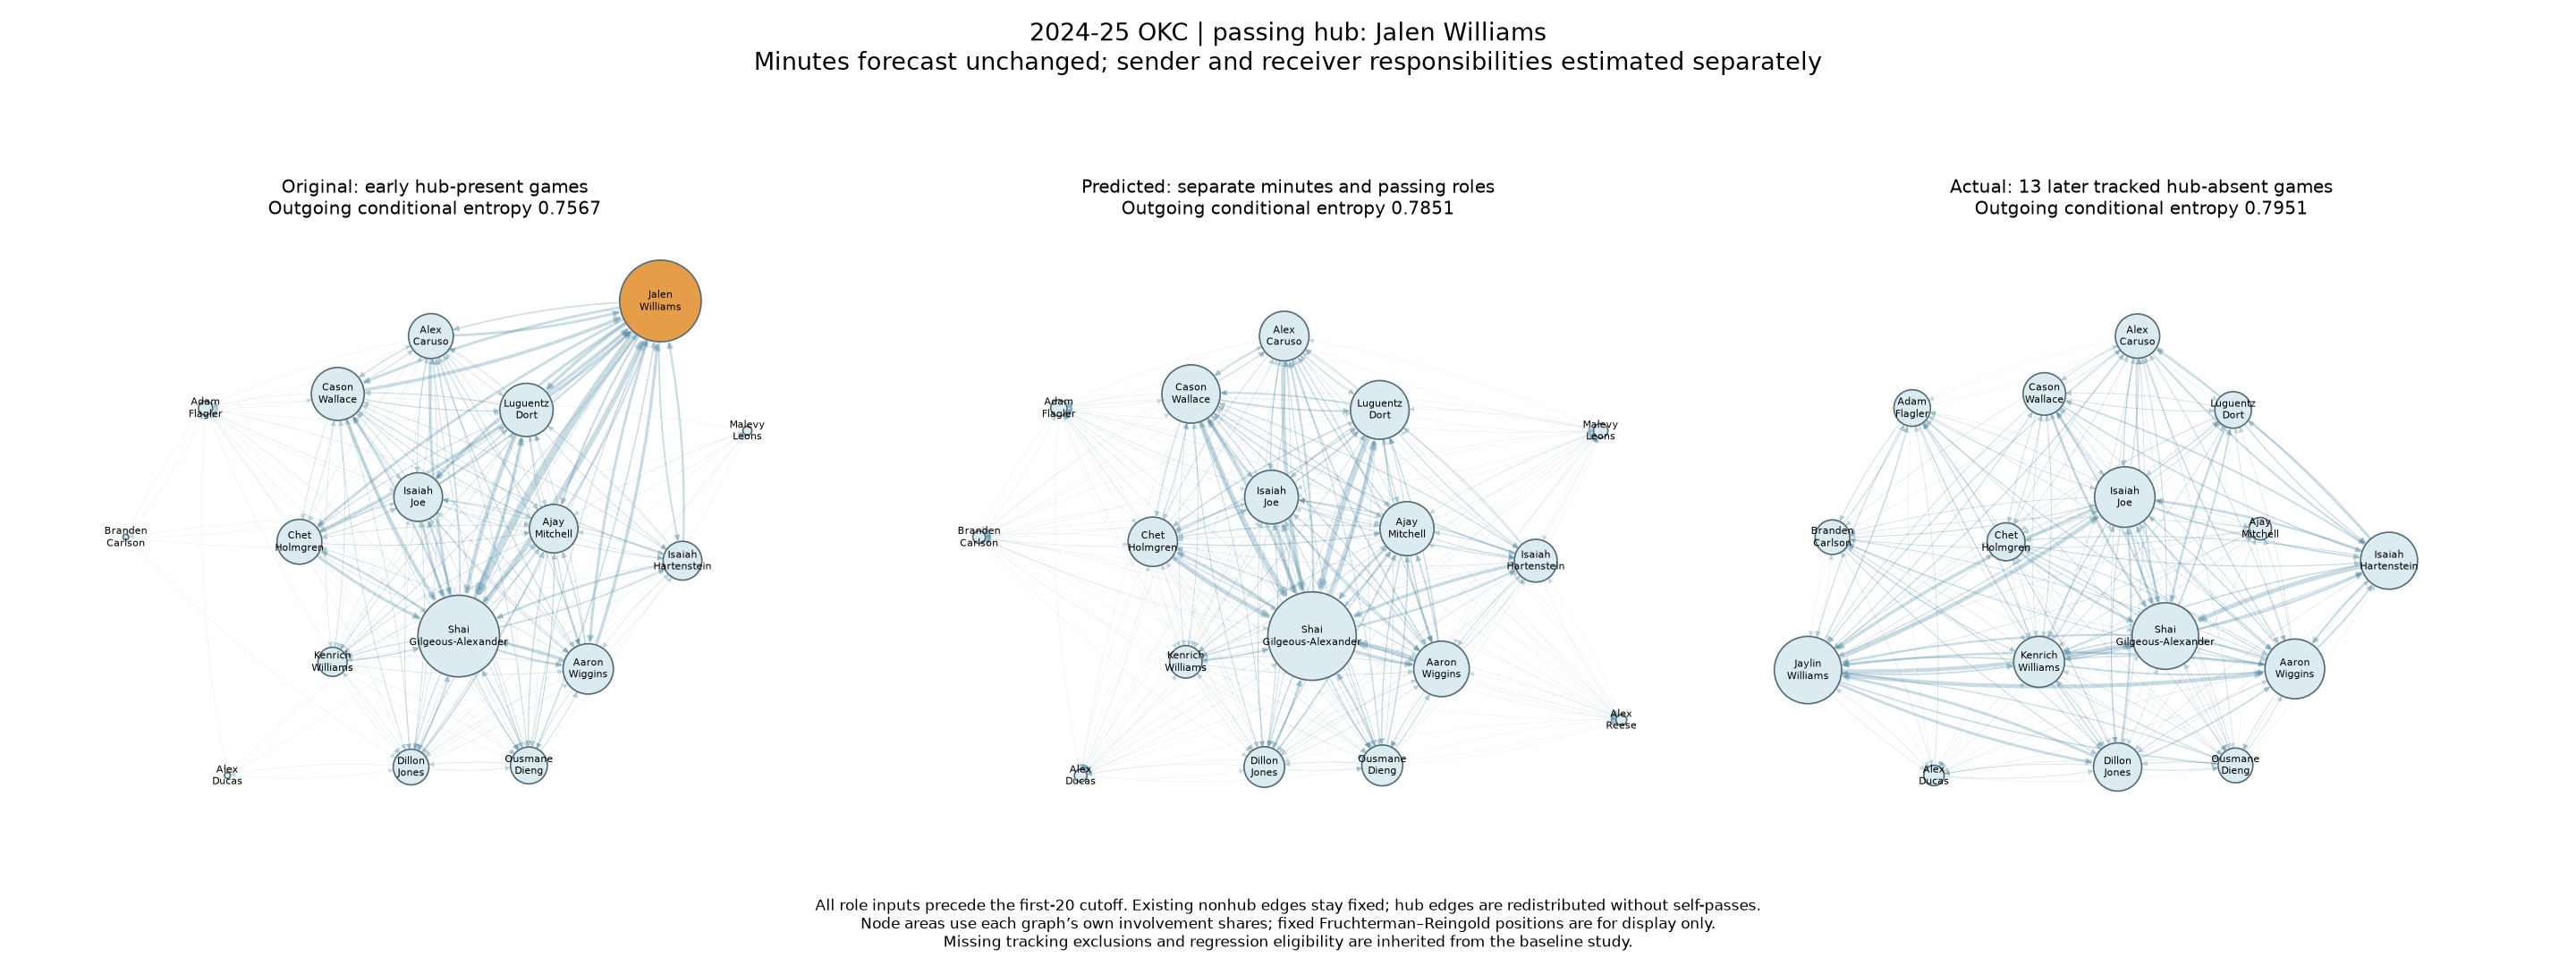 2024-25 OKC | passing hub: Jalen Williams
Minutes forecast unchanged; sender and receiver responsibilities estimated separately
Original: early hub-present games
Outgoing conditional entropy 0.7567
Jalen
Williams
Alex
Caruso
Cason
Wallace
Adam
Flagler
Luguentz
Dort
Malevy
Leons
Isaiah
Joe
Branden
Carlson
Chet
Holmgren
Ajay
Mitchell
Isaiah
Hartenstein
Shai
Gilgeous-Alexander
Kenrich
Williams
Aaron
Wiggins
Alex
Ducas
Dillon
Jones
Ousmane
Dieng
Predicted: separate minutes and passing roles
Outgoing conditional entropy 0.7851
Alex
Caruso
Cason
Wallace
Adam
Flagler
Luguentz
Dort
Malevy
Leons
Isaiah
Joe
Branden
Carlson
Chet
Holmgren
Ajay
Mitchell
Isaiah
Hartenstein
Shai
Gilgeous-Alexander
Kenrich
Williams
Aaron
Wiggins
Alex
Reese
Alex
Ducas
Dillon
Jones
Ousmane
Dieng
Actual: 13 later tracked hub-absent games
Outgoing conditional entropy 0.7951
Alex
Caruso
Cason
Wallace
Adam
Flagler
Luguentz
Dort
Isaiah
Joe
Branden
Carlson
Chet
Holmgren
Ajay
Mitchell
Isaiah
Hartenstein
Shai
Gilgeous-Alexander
Jaylin
Williams
Kenrich
Williams
Aaron
Wiggins
Alex
Ducas
Dillon
Jones
Ousmane
Dieng
All role inputs precede the first-20 cutoff. Existing nonhub edges stay fixed; hub edges are redistributed without self-passes.
Node areas use each graph’s own involvement shares; fixed Fruchterman–Reingold positions are for display only.
Missing tracking exclusions and regression eligibility are inherited from the baseline study.